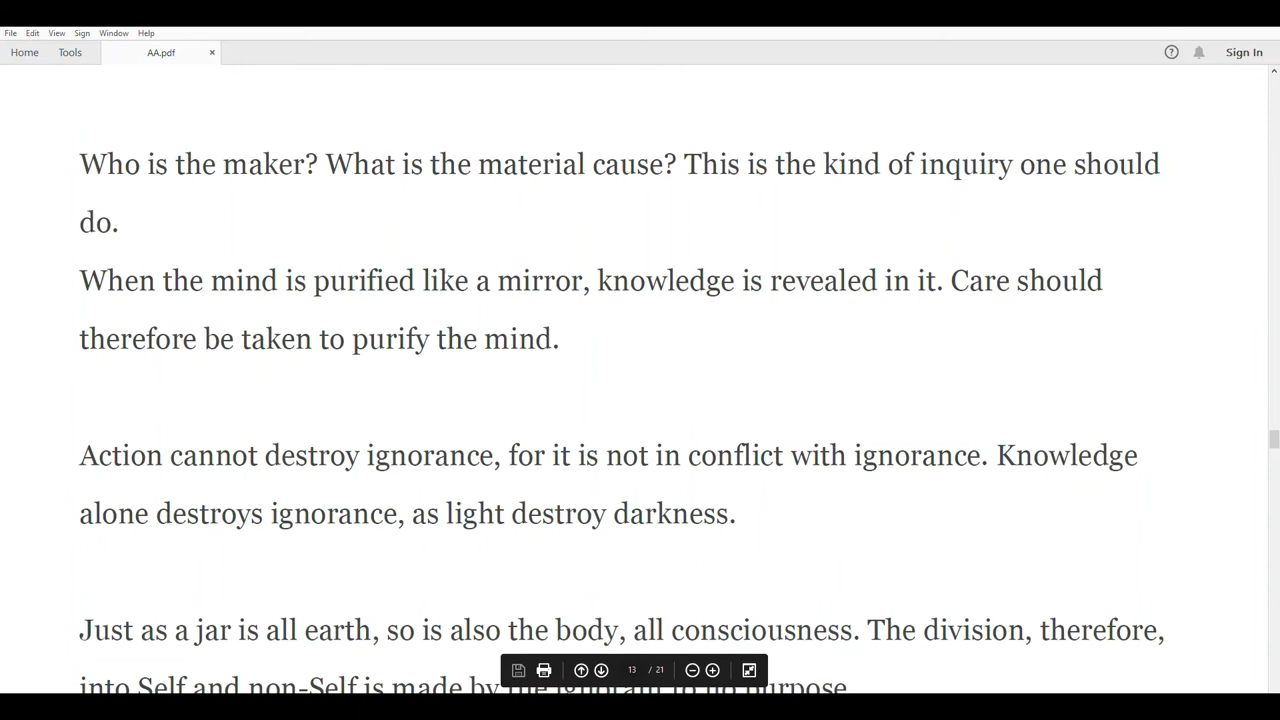 File Edit View Sign Window Help
Home Tools AA.pdf × ? Sign In
Who is the maker? What is the material cause? This is the kind of inquiry one should
do.
When the mind is purified like a mirror, knowledge is revealed in it. Care should
therefore be taken to purify the mind.
Action cannot destroy ignorance, for it is not in conflict with ignorance. Knowledge
alone destroys ignorance, as light destroy darkness.
Just as a jar is all earth, so is also the body, all consciousness. The division, therefore,
13 / 21
into Self and non-Self is made by the ignorant to no purpose.